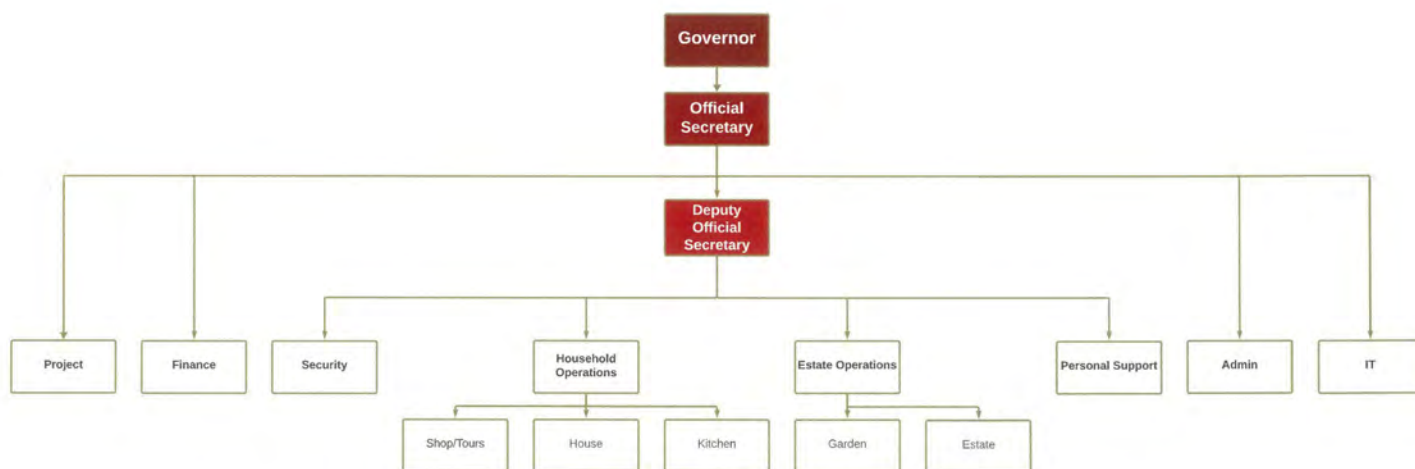 Governor
Official
Secretary
Deputy
Official
Secretary
Project
Finance
Security
Household
Operations
Estate Operations
Personal Support
Admin
IT
Shop/Tours
House
Kitchen
Garden
Estate